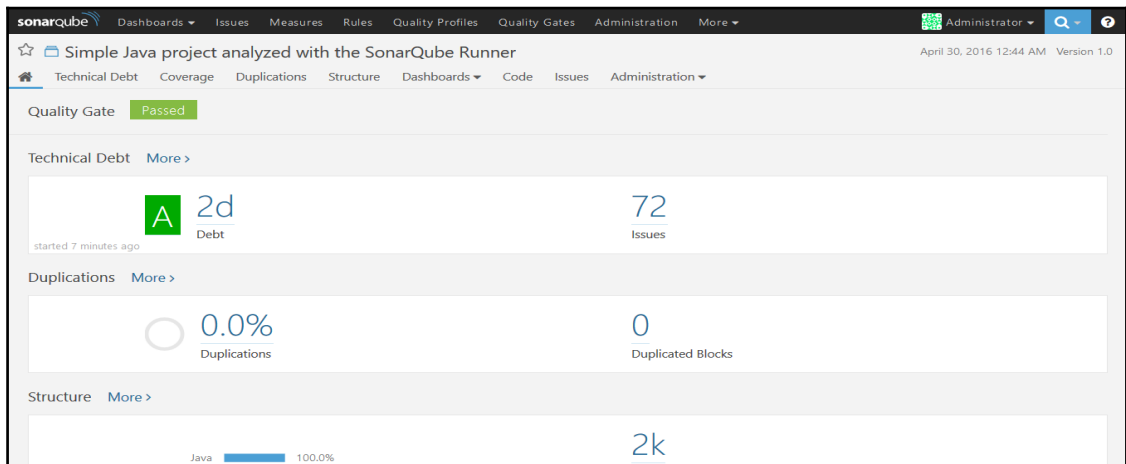 sonarqube Dashboards Issues Measures Rules Quality Profiles Quality Gates Administration More Administrator ?
Simple Java project analyzed with the SonarQube Runner April 30, 2016 12:44 AM Version 1.0
Technical Debt Coverage Duplications Structure Dashboards Code Issues Administration
Quality Gate Passed
Technical Debt More >
A 2d 72
Debt Issues
started 7 minutes ago
Duplications More >
0.0% 0
Duplications Duplicated Blocks
Structure More >
2k
Java 100.0%